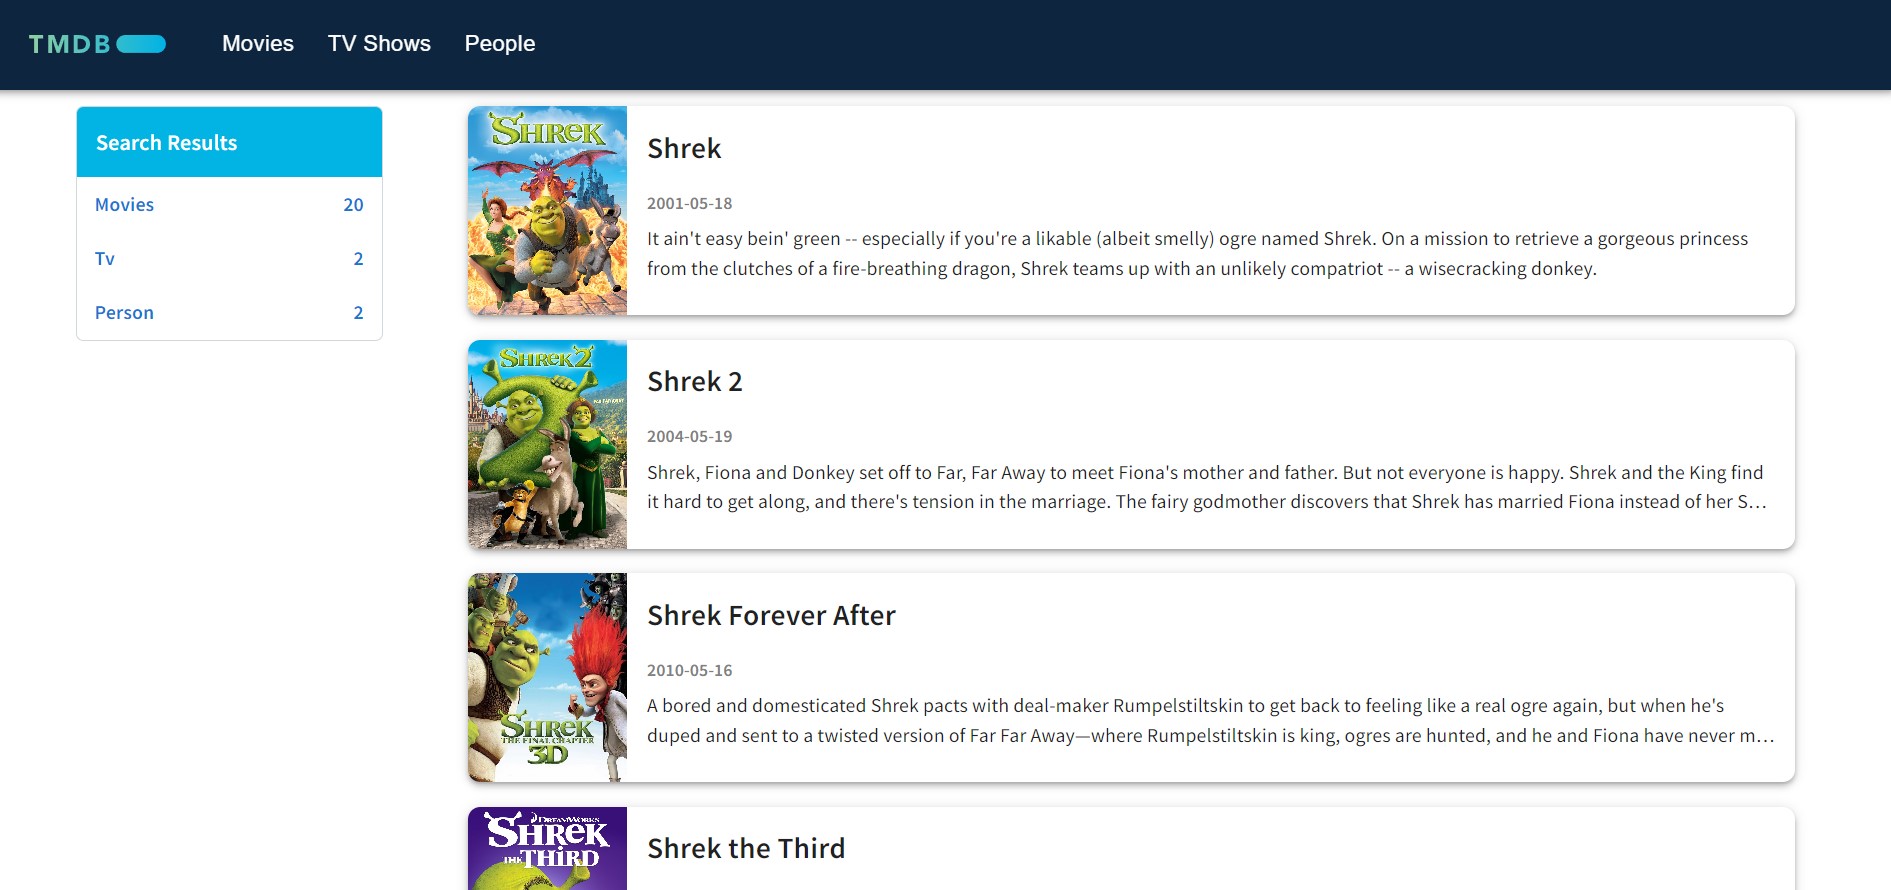 TMDB
Movies TV Shows People
Search Results
Movies 20
Tv 2
Person 2
SHREK
Shrek
2001-05-18
It ain't easy bein' green -- especially if you're a likable (albeit smelly) ogre named Shrek. On a mission to retrieve a gorgeous princess
from the clutches of a fire-breathing dragon, Shrek teams up with an unlikely compatriot -- a wisecracking donkey.
SHREK 2
FAR FAR AWAY
Shrek 2
2004-05-19
Shrek, Fiona and Donkey set off to Far, Far Away to meet Fiona's mother and father. But not everyone is happy. Shrek and the King find
it hard to get along, and there's tension in the marriage. The fairy godmother discovers that Shrek has married Fiona instead of her S...
SHREK
THE FINAL CHAPTER
3D
Shrek Forever After
2010-05-16
A bored and domesticated Shrek pacts with deal-maker Rumpelstiltskin to get back to feeling like a real ogre again, but when he's
duped and sent to a twisted version of Far Far Away—where Rumpelstiltskin is king, ogres are hunted, and he and Fiona have never m...
DREAMWORKS
SHREK
THE THIRD
Shrek the Third